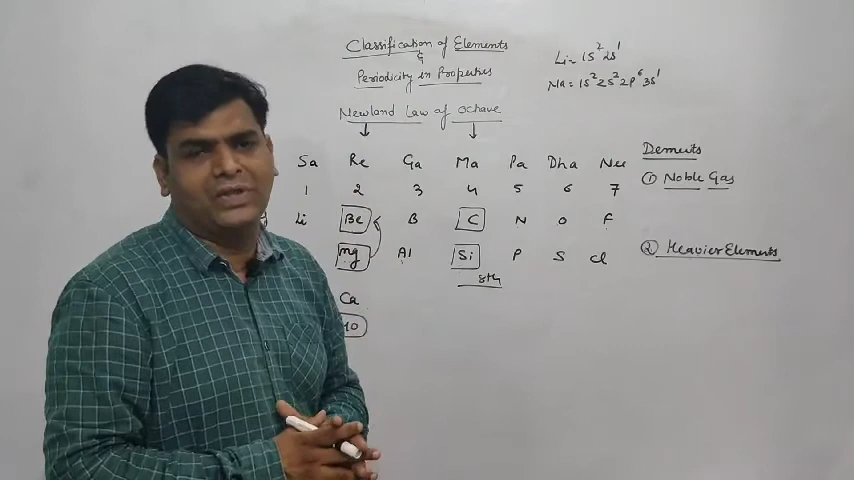 Classification of Elements
&
Periodicity in Properties
Li = 1s² 2s¹
Na = 1s² 2s² 2p⁶ 3s¹
Newland Law of Octave
Sa Re Ga Ma Pa Dha Nee
1 2 3 4 5 6 7
Li Be B C N O F
Mg Al Si P S Cl
8th
Ca
Demerits
① Noble Gas
② Heavier Elements